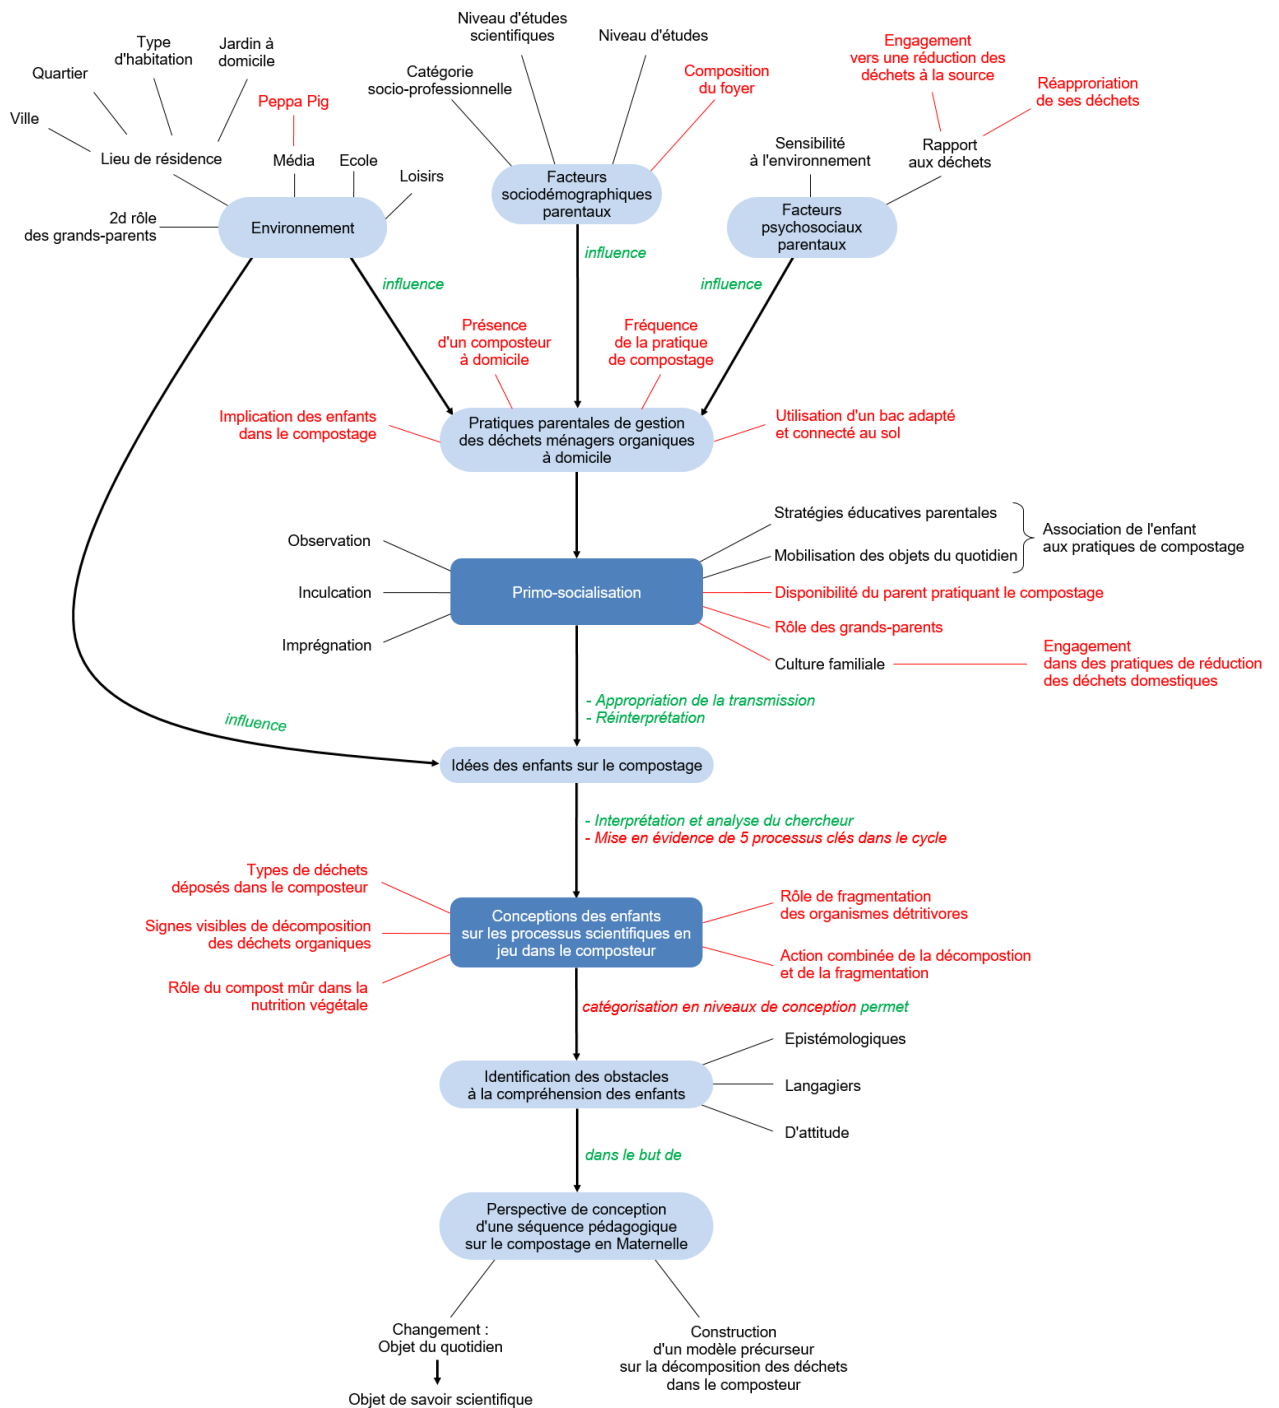 Niveau d'études
scientifiques
Niveau d'études
Type
d'habitation
Jardin à
domicile
Quartier
Ville
Peppa Pig
Catégorie
socio-professionnelle
Composition
du foyer
Engagement
vers une réduction des
déchets à la source
Réapproriation
de ses déchets
Lieu de résidence
Média
Ecole
Loisirs
Sensibilité
à l'environnement
Rapport
aux déchets
2d rôle
des grands-parents
Environnement
Facteurs
sociodémographiques
parentaux
Facteurs
psychosociaux
parentaux
influence
influence
influence
Présence
d'un composteur
à domicile
Fréquence
de la pratique
de compostage
Implication des enfants
dans le compostage
Pratiques parentales de gestion
des déchets ménagers organiques
à domicile
Utilisation d'un bac adapté
et connecté au sol
Observation
Inculcation
Imprégnation
Primo-socialisation
Stratégies éducatives parentales
Mobilisation des objets du quotidien
Association de l'enfant
aux pratiques de compostage
Disponibilité du parent pratiquant le compostage
Rôle des grands-parents
Culture familiale
Engagement
dans des pratiques de réduction
des déchets domestiques
- Appropriation de la transmission
- Réinterprétation
influence
Idées des enfants sur le compostage
- Interprétation et analyse du chercheur
- Mise en évidence de 5 processus clés dans le cycle
Types de déchets
déposés dans le composteur
Signes visibles de décomposition
des déchets organiques
Rôle du compost mûr dans la
nutrition végétale
Conceptions des enfants
sur les processus scientifiques en
jeu dans le composteur
Rôle de fragmentation
des organismes détritivores
Action combinée de la décompostion
et de la fragmentation
catégorisation en niveaux de conception permet
Identification des obstacles
à la compréhension des enfants
Epistémologiques
Langagiers
D'attitude
dans le but de
Perspective de conception
d'une séquence pédagogique
sur le compostage en Maternelle
Changement :
Objet du quotidien
Objet de savoir scientifique
Construction
d'un modèle précurseur
sur la décomposition des déchets
dans le composteur